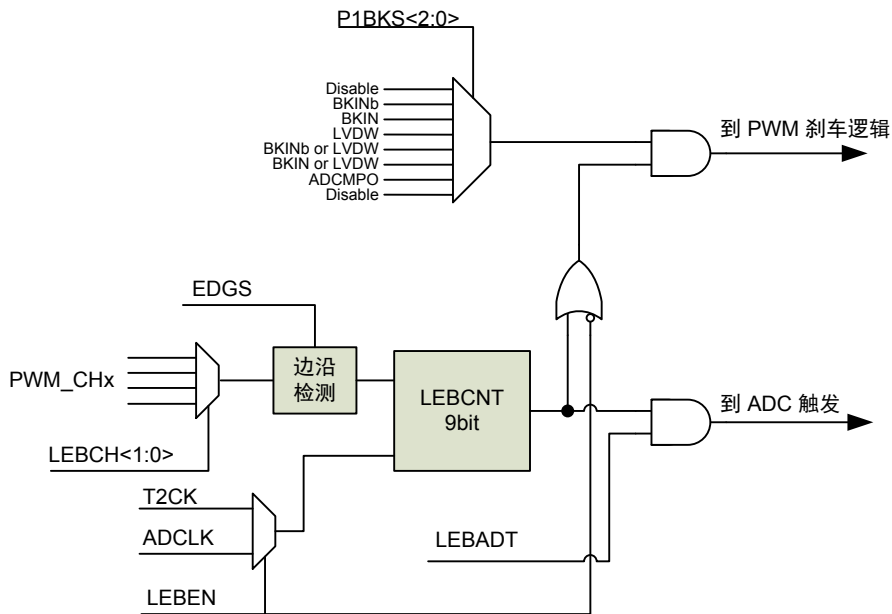 P1BKS<2:0>
Disable
BKINb
BKIN
LVDW
BKINb or LVDW
BKIN or LVDW
ADCMPO
Disable
到 PWM 刹车逻辑
EDGS
PWM_CHx
边沿
检测
LEBCNT
9bit
到 ADC 触发
LEBCH<1:0>
T2CK
ADCLK
LEBADT
LEBEN